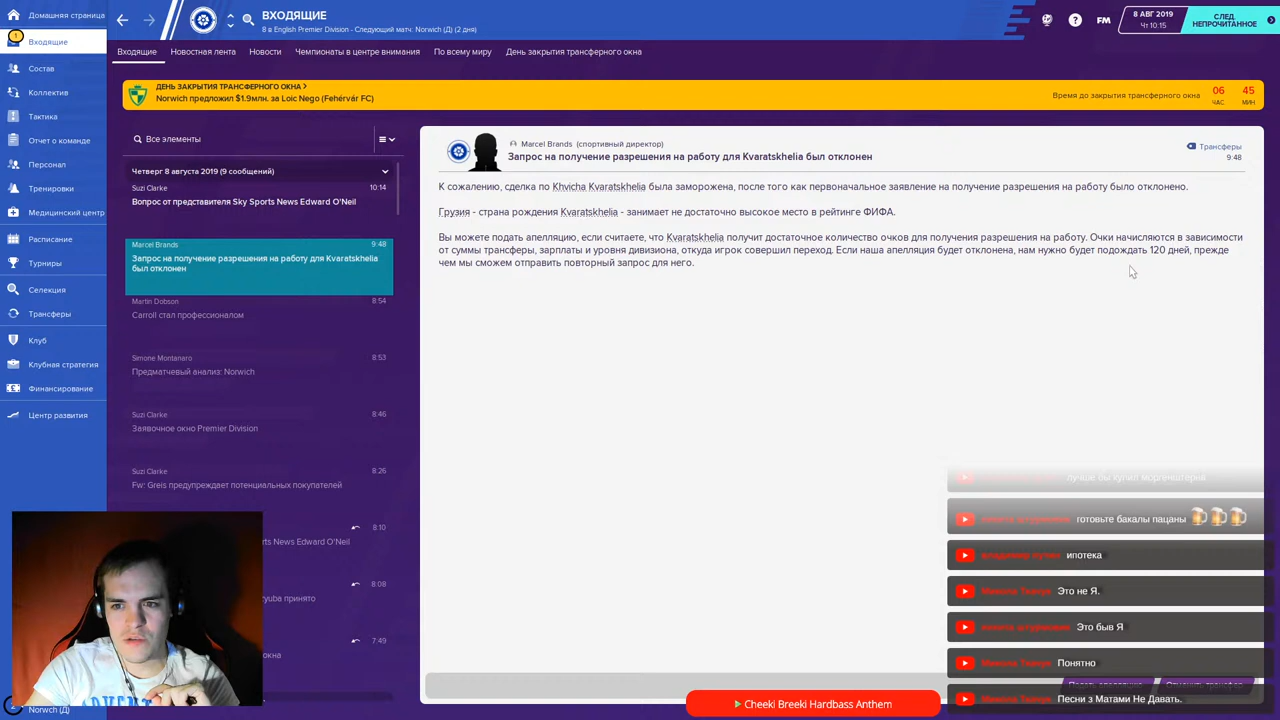 Домашняя страница
Входящие
Состав
Коллектив
Тактика
Отчет о команде
Персонал
Тренировки
Медицинский центр
Расписание
Турниры
Селекция
Трансферы
Клуб
Клубная стратегия
Финансирование
Центр развития
Norwich (Д)
ВХОДЯЩИЕ
8 в English Premier Division - Следующий матч: Norwich (Д) (2 дня)
FM
8 АВГ 2019
Чт 10:15
СЛЕД.
НЕПРОЧИТАННОЕ
Входящие Новостная лента Новости Чемпионаты в центре внимания По всему миру День закрытия трансферного окна
ДЕНЬ ЗАКРЫТИЯ ТРАНСФЕРНОГО ОКНА
Norwich предложил $1.9млн. за Loic Nego (Fehérvár FC)
Время до закрытия трансферного окна 06 ЧАС. 45 МИН
Все элементы
Четверг 8 августа 2019 (9 сообщений)
Suzi Clarke 10:14
Вопрос от представителя Sky Sports News Edward O'Neil
Marcel Brands 9:48
Запрос на получение разрешения на работу для Kvaratskhelia
был отклонен
Martin Dobson 8:54
Carroll стал профессионалом
Simone Montanaro 8:53
Предматчевый анализ: Norwich
Suzi Clarke 8:46
Заявочное окно Premier Division
Suzi Clarke 8:26
Fw: Greis предупреждает потенциальных покупателей
8:10
rts News Edward O'Neil
8:08
zyuba принято
7:49
окна
Marcel Brands (спортивный директор)
Запрос на получение разрешения на работу для Kvaratskhelia был отклонен
Трансферы
9:48
К сожалению, сделка по Khvicha Kvaratskhelia была заморожена, после того как первоначальное заявление на получение разрешения на работу было отклонено.
Грузия - страна рождения Kvaratskhelia - занимает не достаточно высокое место в рейтинге ФИФА.
Вы можете подать апелляцию, если считаете, что Kvaratskhelia получит достаточное количество очков для получения разрешения на работу. Очки начисляются в зависимости
от суммы трансферы, зарплаты и уровня дивизиона, откуда игрок совершил переход. Если наша апелляция будет отклонена, нам нужно будет подождать 120 дней, прежде
чем мы сможем отправить повторный запрос для него.
лучше бы купил моргенштерна
готовьте бакалы пацаны
ипотека
Это не Я.
Это быв Я
Понятно
Подать апелляцию Отменить трансфер
Песни з Матами Не Давать.
Cheeki Breeki Hardbass Anthem